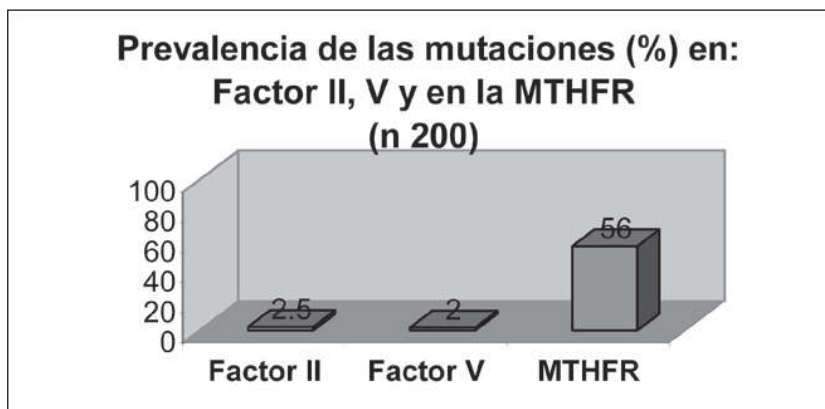 Prevalencia de las mutaciones (%) en:
Factor II, V y en la MTHFR
(n 200)
100
80
60
40
20
0
2.5
2
56
Factor II
Factor V
MTHFR